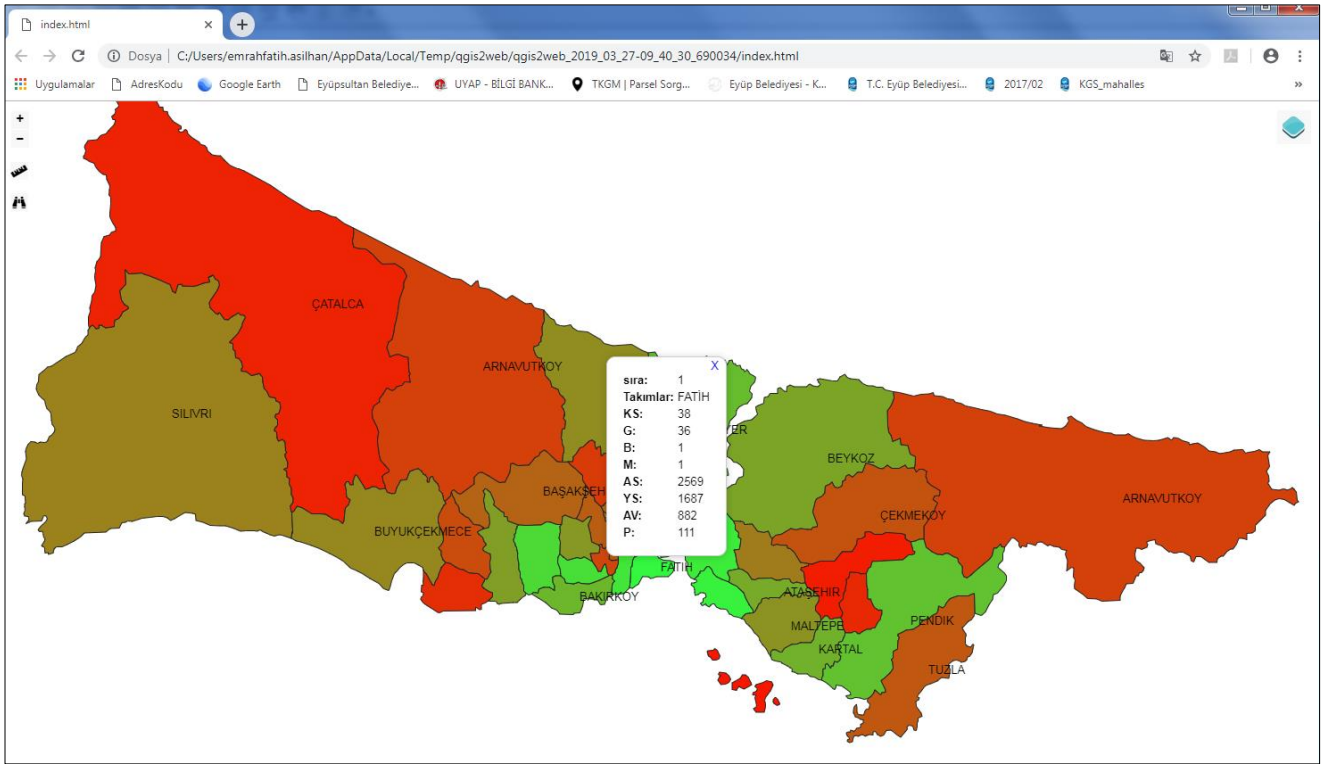 index.html
Dosya | C:/Users/emrahfatih.asilhan/AppData/Local/Temp/qgis2web/qgis2web_2019_03_27-09_40_30_690034/index.html
Uygulamalar AdresKodu Google Earth Eyüpsultan Belediye... UYAP - BİLGİ BANK... TKGM | Parsel Sorg... Eyüp Belediyesi - K... T.C. Eyüp Belediyesi... 2017/02 KGS_mahalles »
+
-
ÇATALCA
ARNAVUTKOY
SILIVRI
X
sıra: 1
Takımlar: FATİH
KS: 38
G: 36
B: 1
M: 1
AS: 2569
YS: 1687
AV: 882
P: 111
YER
BEYKOZ
BAŞAKŞEH
ARNAVUTKOY
ÇEKMEKOY
BUYUKÇEKMECE
FATIH
BAKIRKOY
ATAŞEHIR
MALTEPE
PENDIK
KARTAL
TUZLA